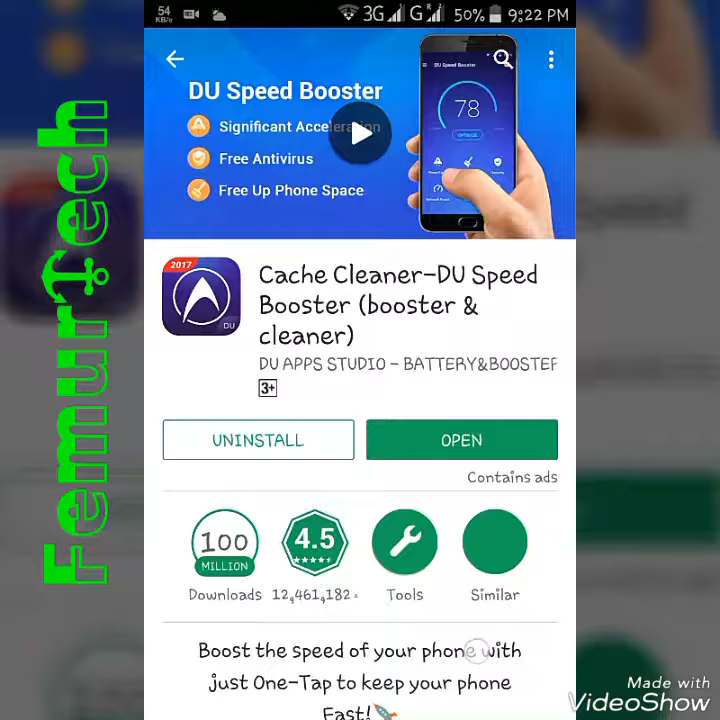 54
KB/s
3G
G
R
50%
9:22 PM
DU Speed Booster
DU Speed Booster
Significant Acceleration
78
OPTIMIZE
Free Antivirus
Free Up Phone Space
FemurTech
2017
DU
Cache Cleaner-DU Speed
Booster (booster &
cleaner)
DU APPS STUDIO - BATTERY&BOOSTER
3+
UNINSTALL
OPEN
Contains ads
100
MILLION
4.5
Downloads
12,461,182
Tools
Similar
Boost the speed of your phone with
just One-Tap to keep your phone
Fast!
Made with
VideoShow